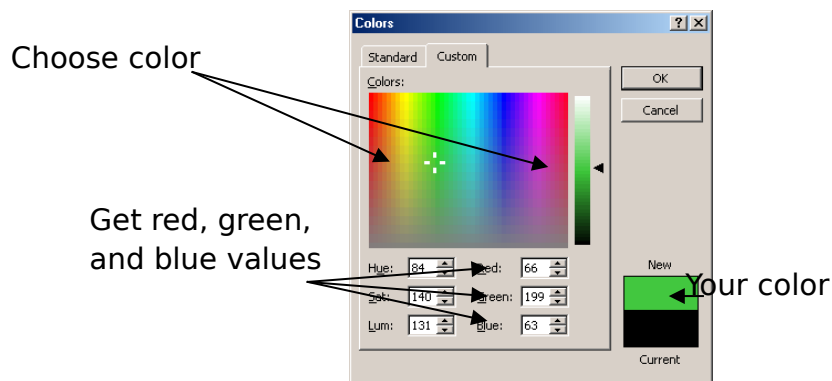 Colors
Standard Custom
Choose color
Colors:
OK
Cancel
Get red, green,
and blue values
Hue: 84 Red: 66
Sat: 140 Green: 199
Lum: 131 Blue: 63
New
Your color
Current